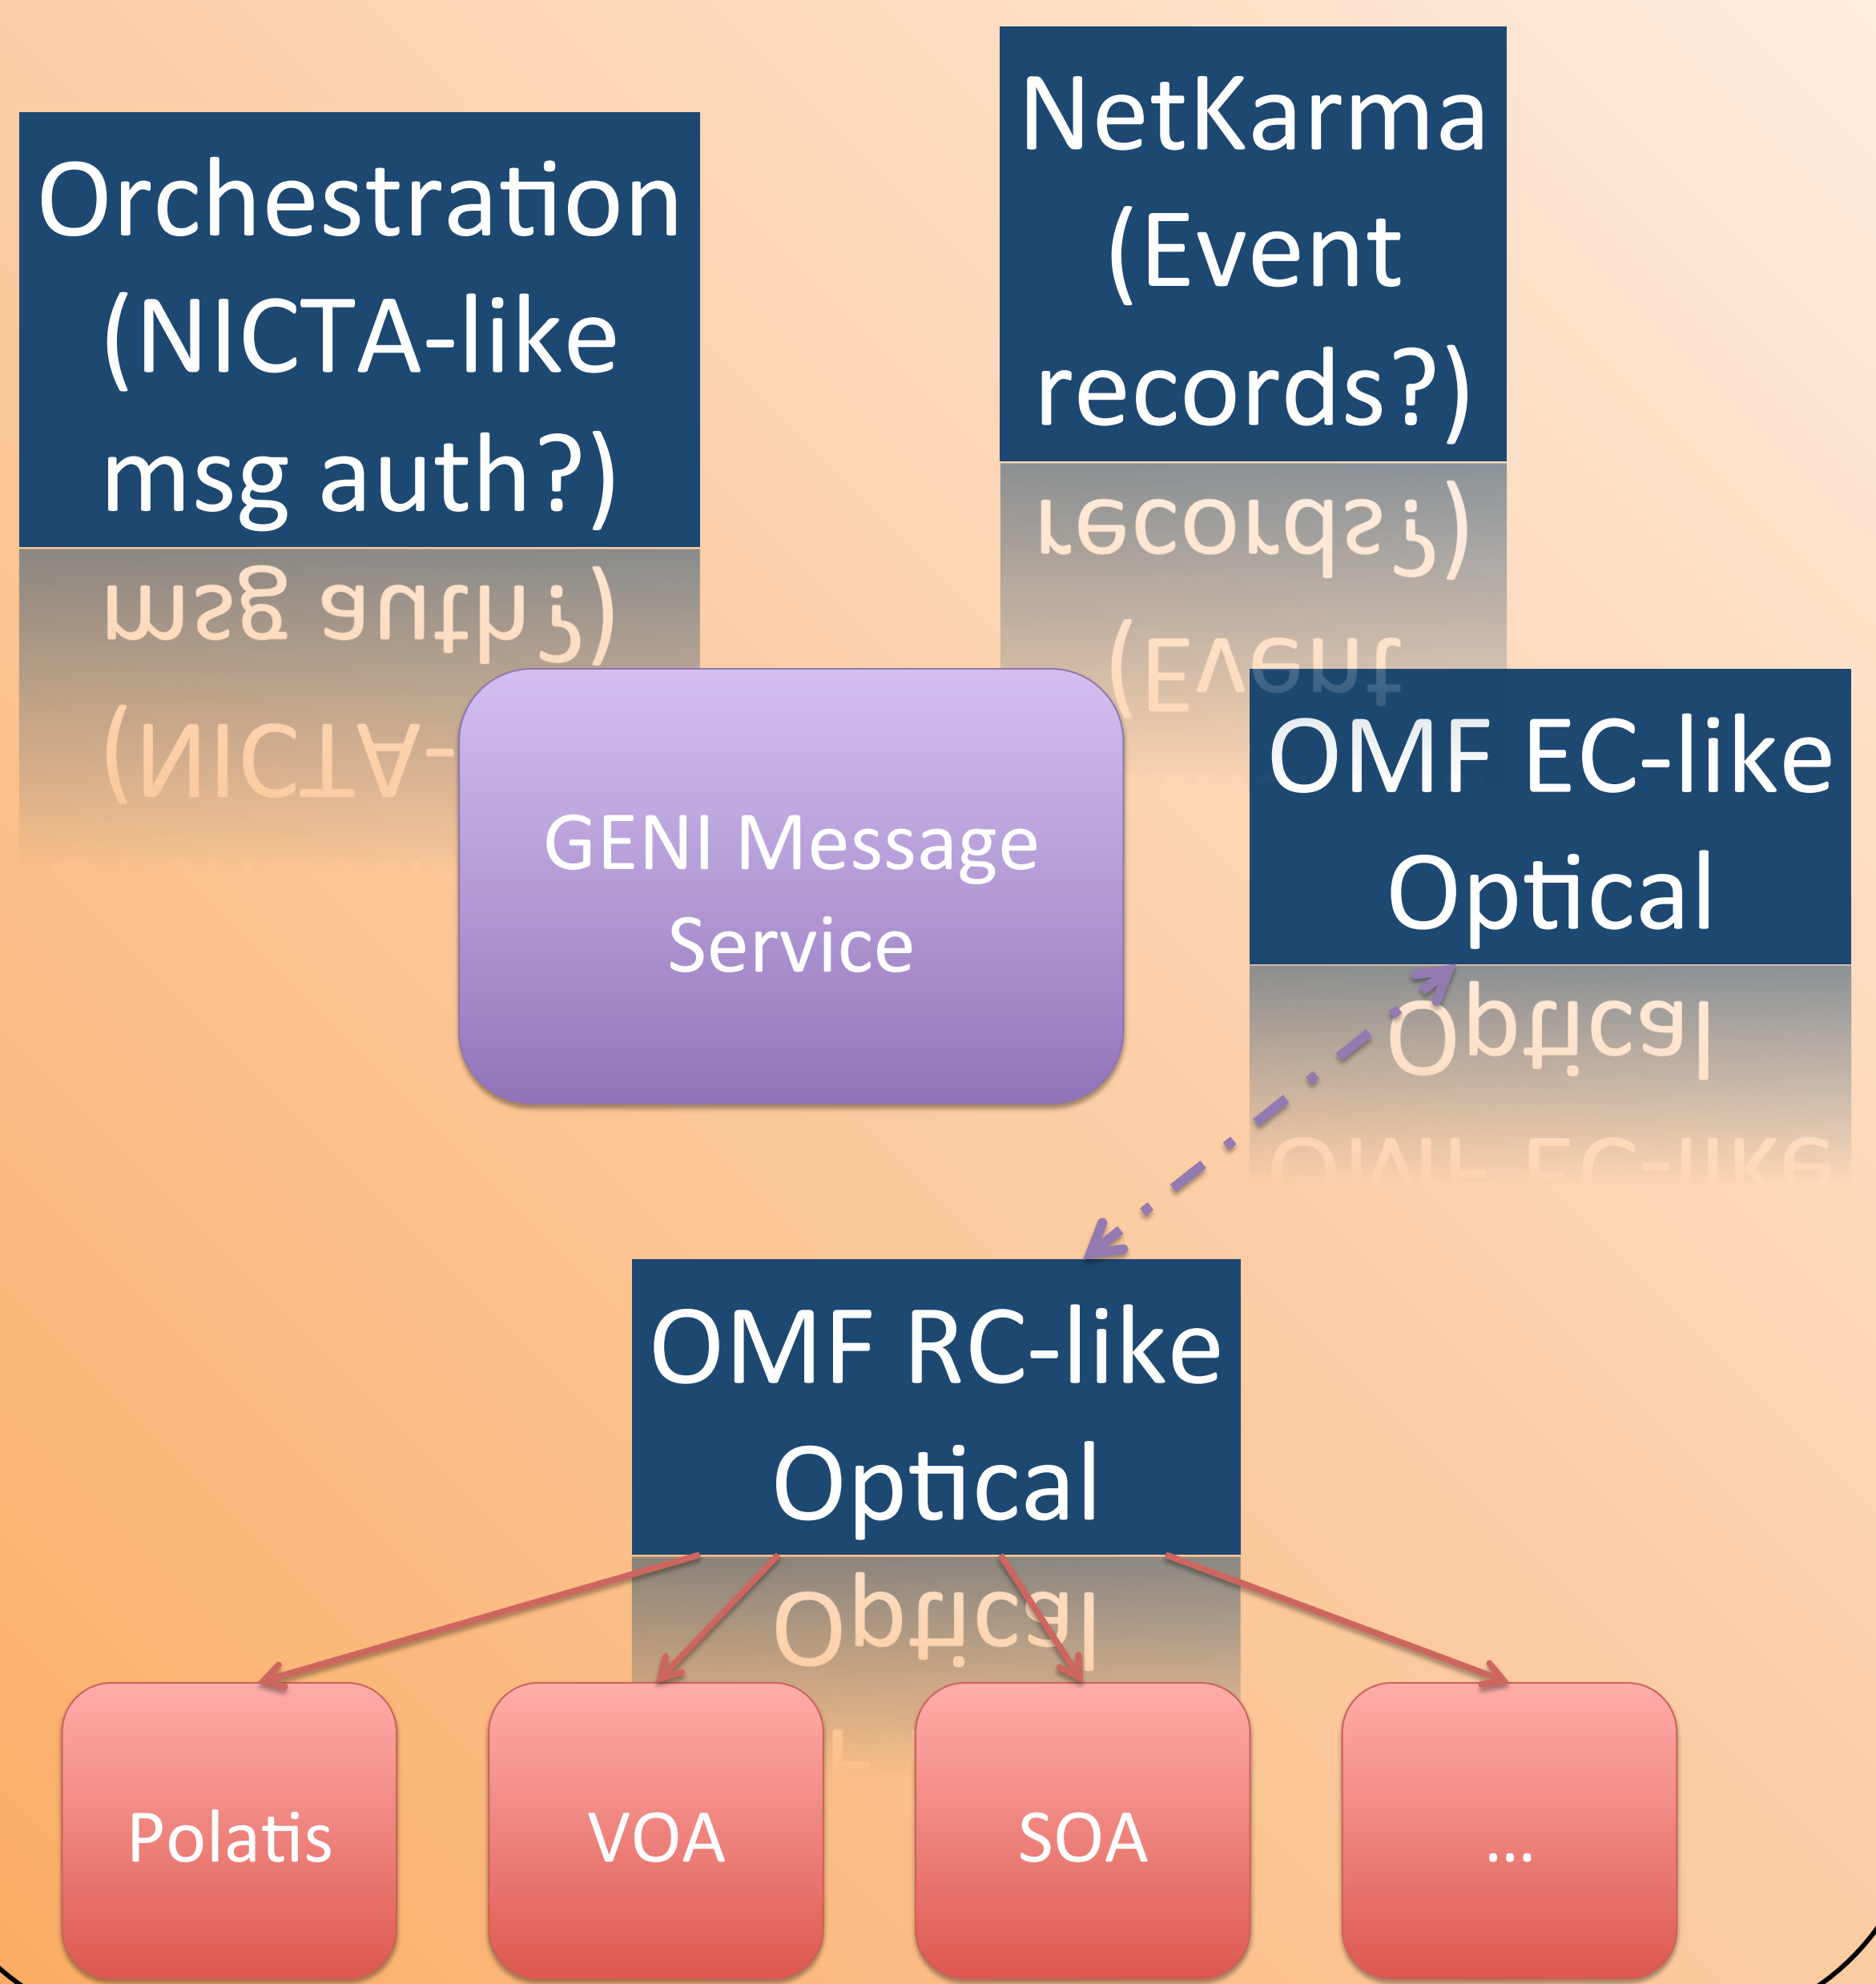 Orchestration
(NICTA-like
msg auth?)
NetKarma
(Event
records?)
GENI Message
Service
OMF EC-like
Optical
OMF RC-like
Optical
Polatis
VOA
SOA
...